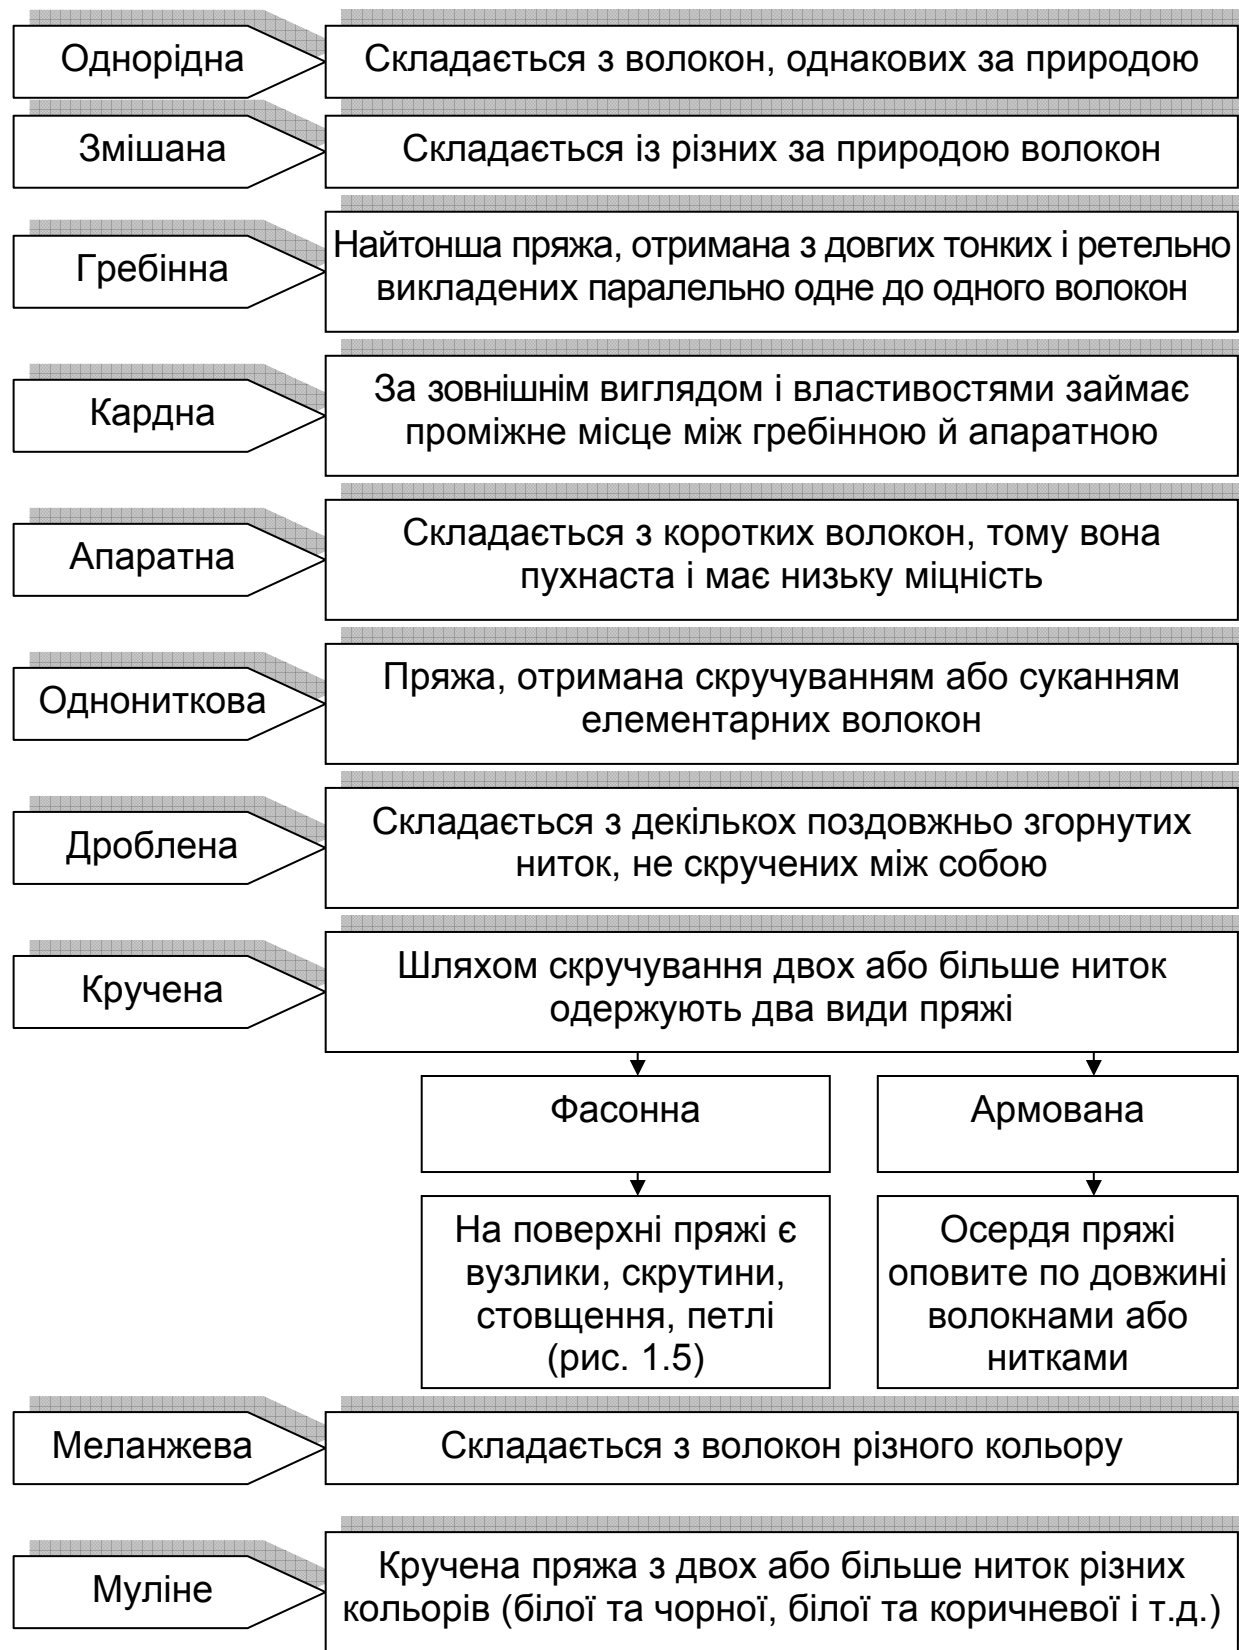 Однорідна
Складається з волокон, однакових за природою
Змішана
Складається із різних за природою волокон
Гребінна
Найтонша пряжа, отримана з довгих тонких і ретельно
викладених паралельно одне до одного волокон
Кардна
За зовнішнім виглядом і властивостями займає
проміжне місце між гребінною й апаратною
Апаратна
Складається з коротких волокон, тому вона
пухнаста і має низьку міцність
Однониткова
Пряжа, отримана скручуванням або суканням
елементарних волокон
Дроблена
Складається з декількох поздовжньо згорнутих
ниток, не скручених між собою
Кручена
Шляхом скручування двох або більше ниток
одержують два види пряжі
Фасонна
Армована
На поверхні пряжі є
вузлики, скрутини,
стовщення, петлі
(рис. 1.5)
Осердя пряжі
оповите по довжині
волокнами або
нитками
Меланжева
Складається з волокон різного кольору
Муліне
Кручена пряжа з двох або більше ниток різних
кольорів (білої та чорної, білої та коричневої і т.д.)